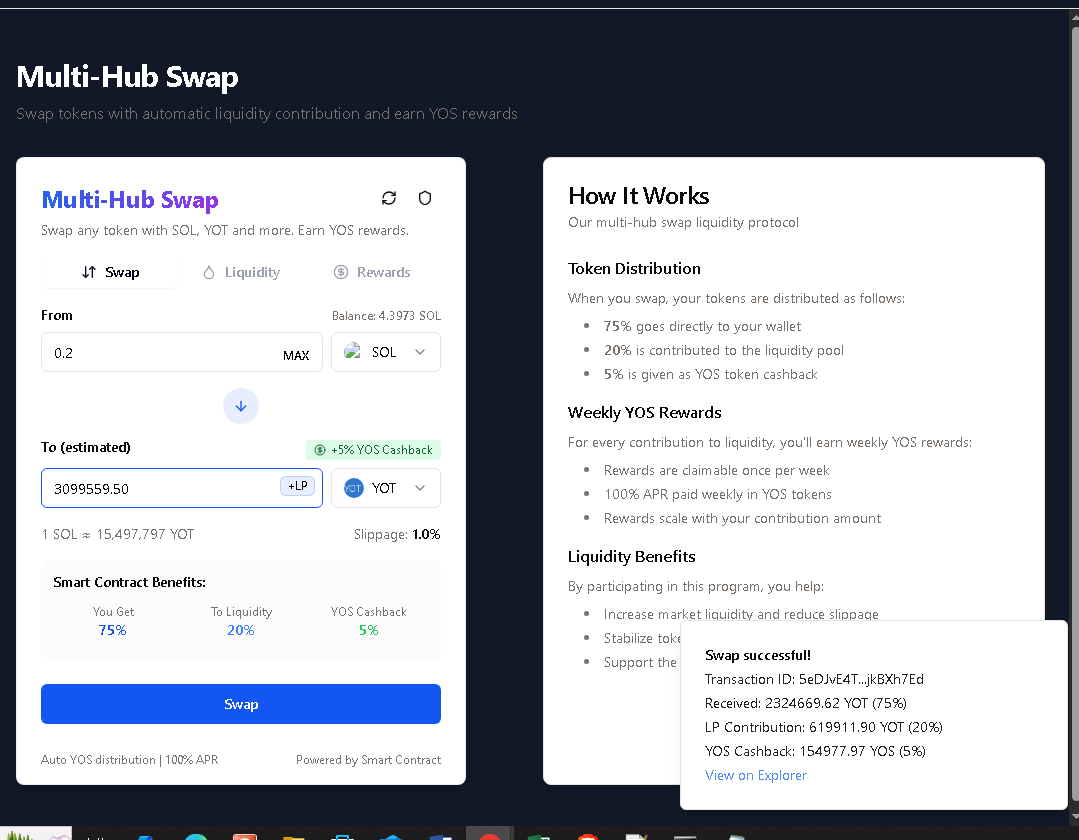 Multi-Hub Swap
Swap tokens with automatic liquidity contribution and earn YOS rewards
Multi-Hub Swap
Swap any token with SOL, YOT and more. Earn YOS rewards.
Swap Liquidity Rewards
From Balance: 4.3973 SOL
0.2 MAX SOL
To (estimated) +5% YOS Cashback
3099559.50 +LP YOT YOT
1 SOL ≈ 15,497,797 YOT Slippage: 1.0%
Smart Contract Benefits:
You Get To Liquidity YOS Cashback
75% 20% 5%
Swap
Auto YOS distribution | 100% APR Powered by Smart Contract
How It Works
Our multi-hub swap liquidity protocol
Token Distribution
When you swap, your tokens are distributed as follows:
• 75% goes directly to your wallet
• 20% is contributed to the liquidity pool
• 5% is given as YOS token cashback
Weekly YOS Rewards
For every contribution to liquidity, you'll earn weekly YOS rewards:
• Rewards are claimable once per week
• 100% APR paid weekly in YOS tokens
• Rewards scale with your contribution amount
Liquidity Benefits
By participating in this program, you help:
• Increase market liquidity and reduce slippage
• Stabilize
• Support the
Swap successful!
Transaction ID: 5eDJvE4T...jkBXh7Ed
Received: 2324669.62 YOT (75%)
LP Contribution: 619911.90 YOT (20%)
YOS Cashback: 154977.97 YOS (5%)
View on Explorer